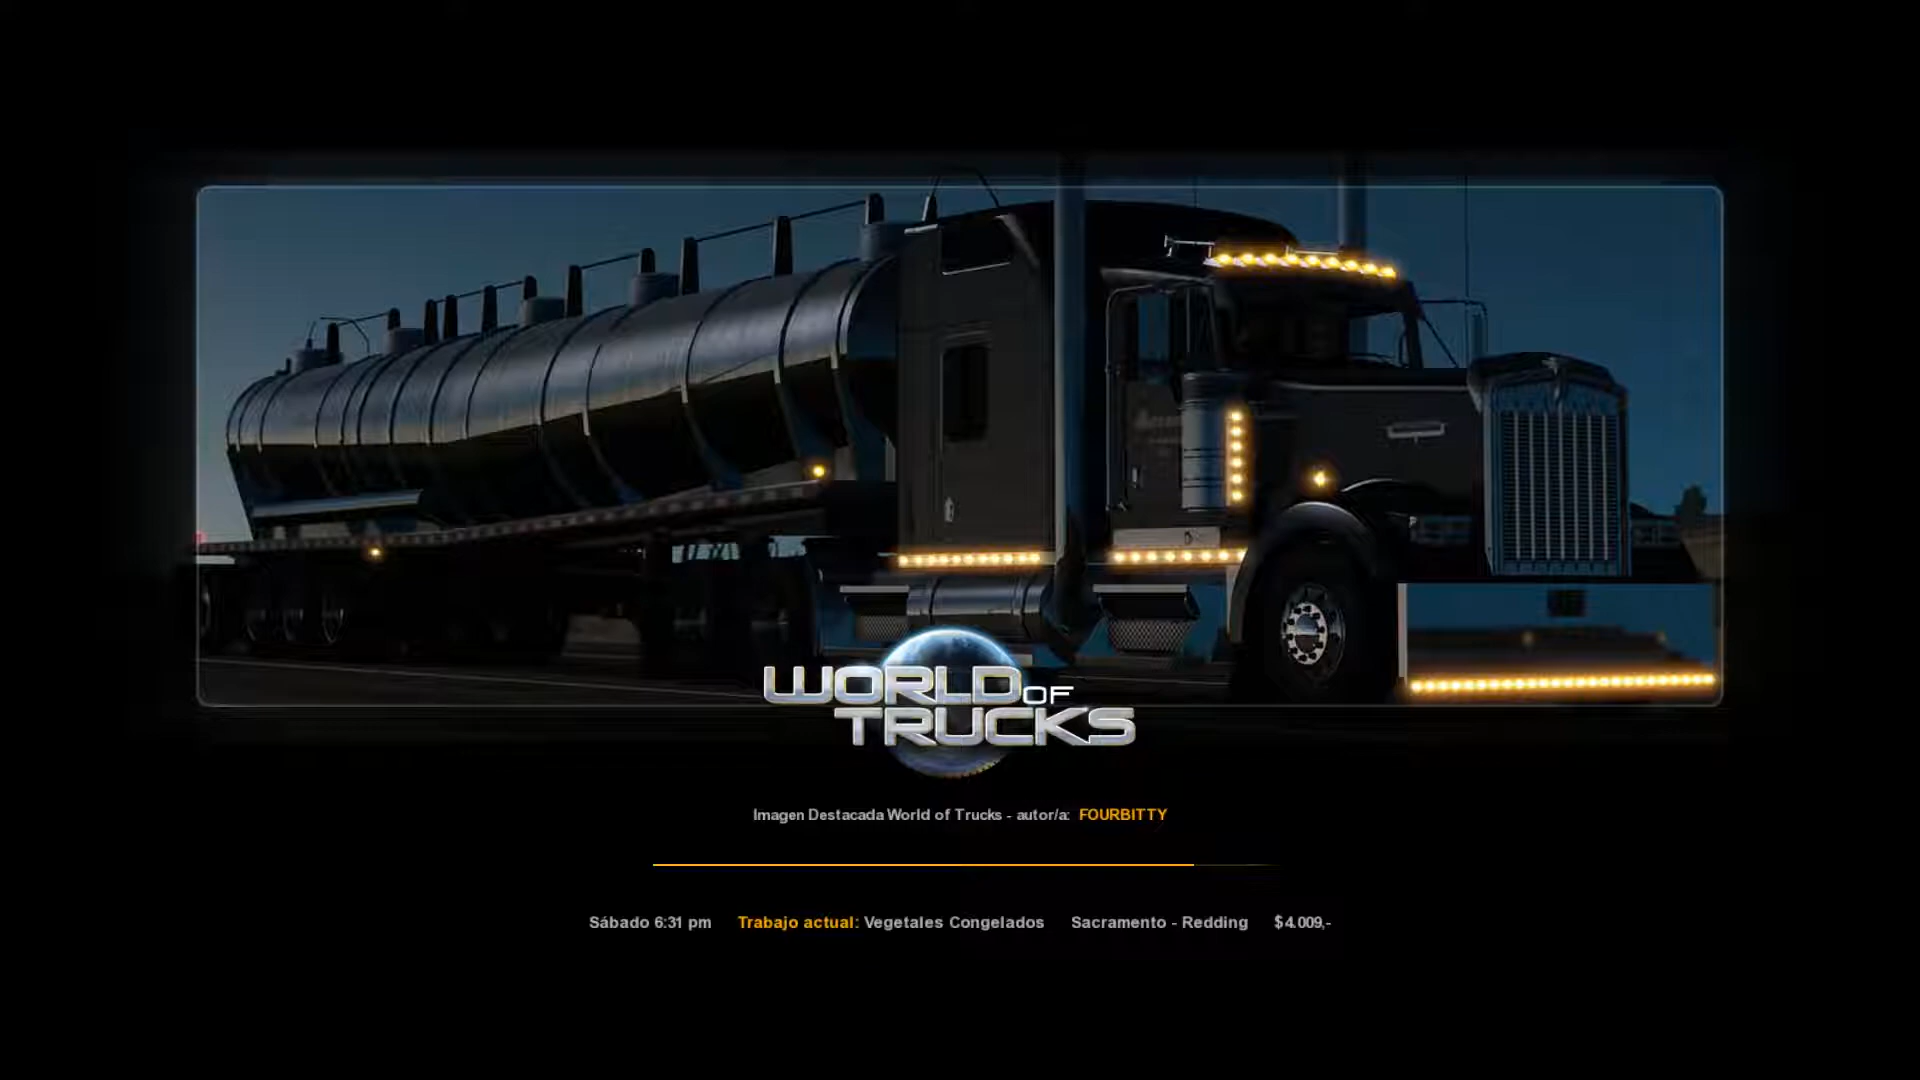 WORLD OF
TRUCKS
Imagen Destacada World of Trucks - autor/a: FOURBITTY
Sábado 6:31 pm Trabajo actual: Vegetales Congelados Sacramento - Redding $4.009,-